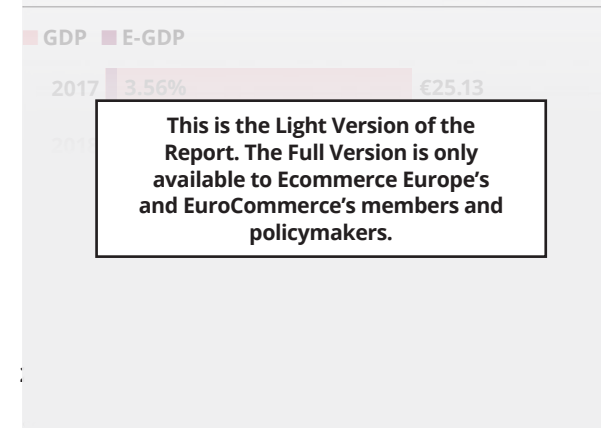 GDP E-GDP
2017 3.56% €25.13
This is the Light Version of the
Report. The Full Version is only
available to Ecommerce Europe’s
and EuroCommerce’s members and
policymakers.